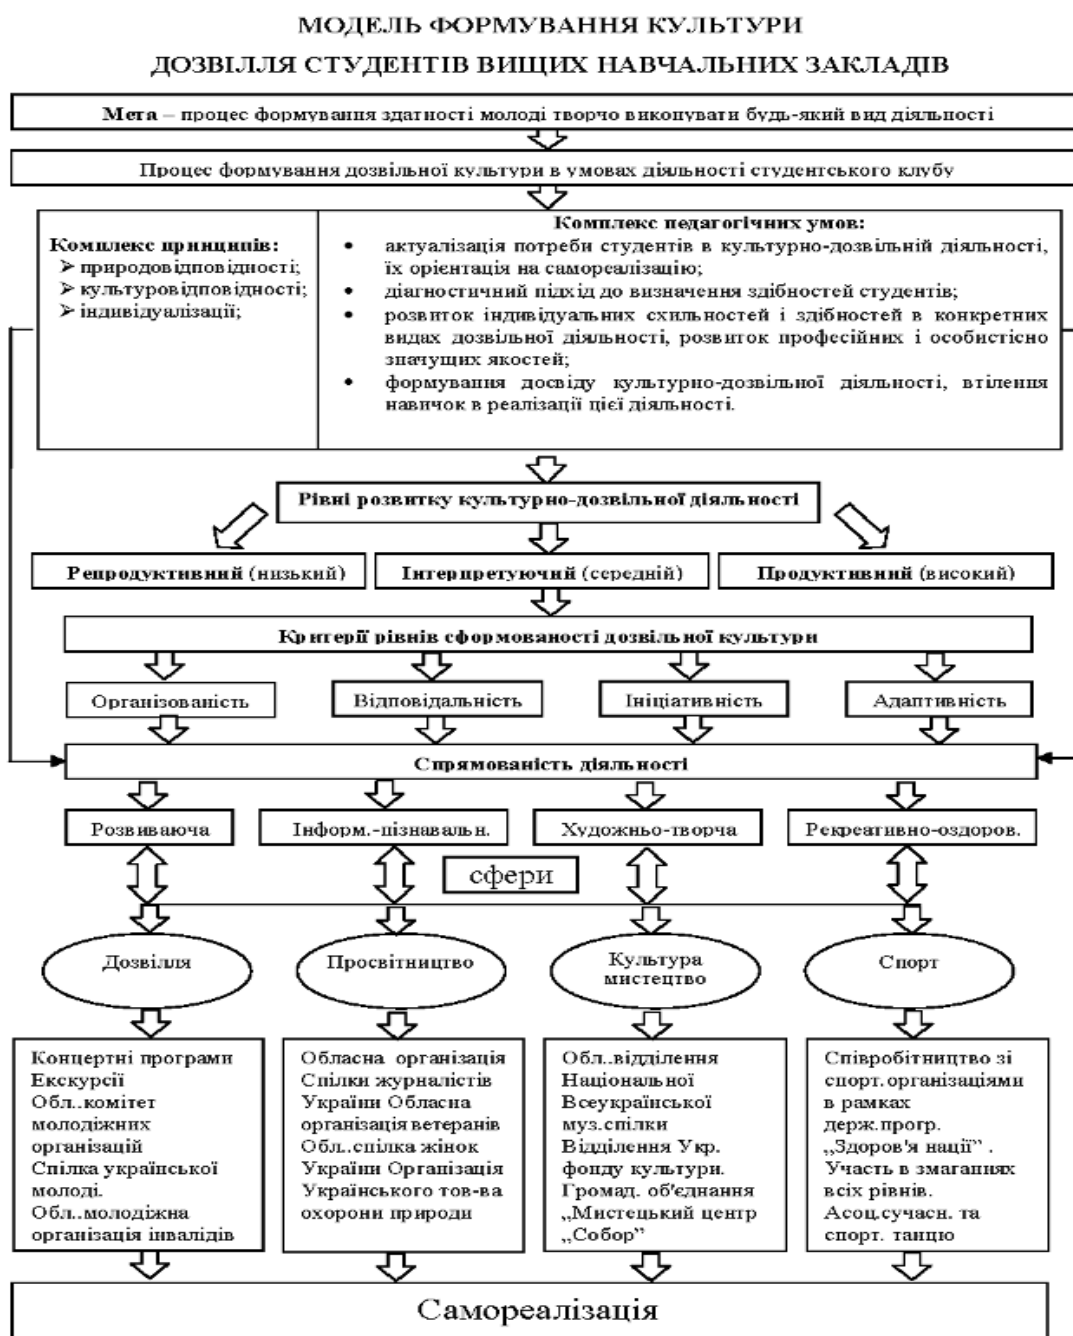 МОДЕЛЬ ФОРМУВАННЯ КУЛЬТУРИ
ДОЗВІЛЛЯ СТУДЕНТІВ ВИЩИХ НАВЧАЛЬНИХ ЗАКЛАДІВ
Мета – процес формування здатності молоді творчо виконувати будь-який вид діяльності
Процес формування дозвільної культури в умовах діяльності студентського клубу
Комплекс принципів:
➢ природовідповідності;
➢ культуровідповідності;
➢ індивідуалізації;
Комплекс педагогічних умов:
• актуалізація потреби студентів в культурно-дозвільній діяльності,
їх орієнтація на самореалізацію;
• діагностичний підхід до визначення здібностей студентів;
• розвиток індивідуальних схильностей і здібностей в конкретних
видах дозвільної діяльності, розвиток професійних і особистісно
значущих якостей;
• формування досвіду культурно-дозвільної діяльності, втілення
навичок в реалізації цієї діяльності.
Рівні розвитку культурно-дозвільної діяльності
Репродуктивний (низький)
Інтерпретуючий (середній)
Продуктивний (високий)
Критерії рівнів сформованості дозвільної культури
Організованість
Відповідальність
Ініціативність
Адаптивність
Спрямованість діяльності
Розвиваюча
Інформ.-пізнавальн.
Художньо-творча
Рекреативно-оздоров.
сфери
Дозвілля
Просвітництво
Культура
мистецтво
Спорт
Концертні програми
Екскурсії
Обл..комітет
молодіжних
організацій
Спілка української
молоді.
Обл..молодіжна
організація інвалідів
Обласна організація
Спілки журналістів
України Обласна
організація ветеранів
Обл..спілка жінок
України Організація
Українського тов-ва
охорони природи
Обл..відділення
Національної
Всеукраїнської
муз.спілки
Відділення Укр.
фонду культури.
Громад. об'єднання
„Мистецький центр
„Собор”
Співробітництво зі
спорт.організаціями
в рамках
держ.прогр.
„Здоров'я нації” .
Участь в змаганнях
всіх рівнів.
Асоц.сучасн. та
спорт. танцю
Самореалізація